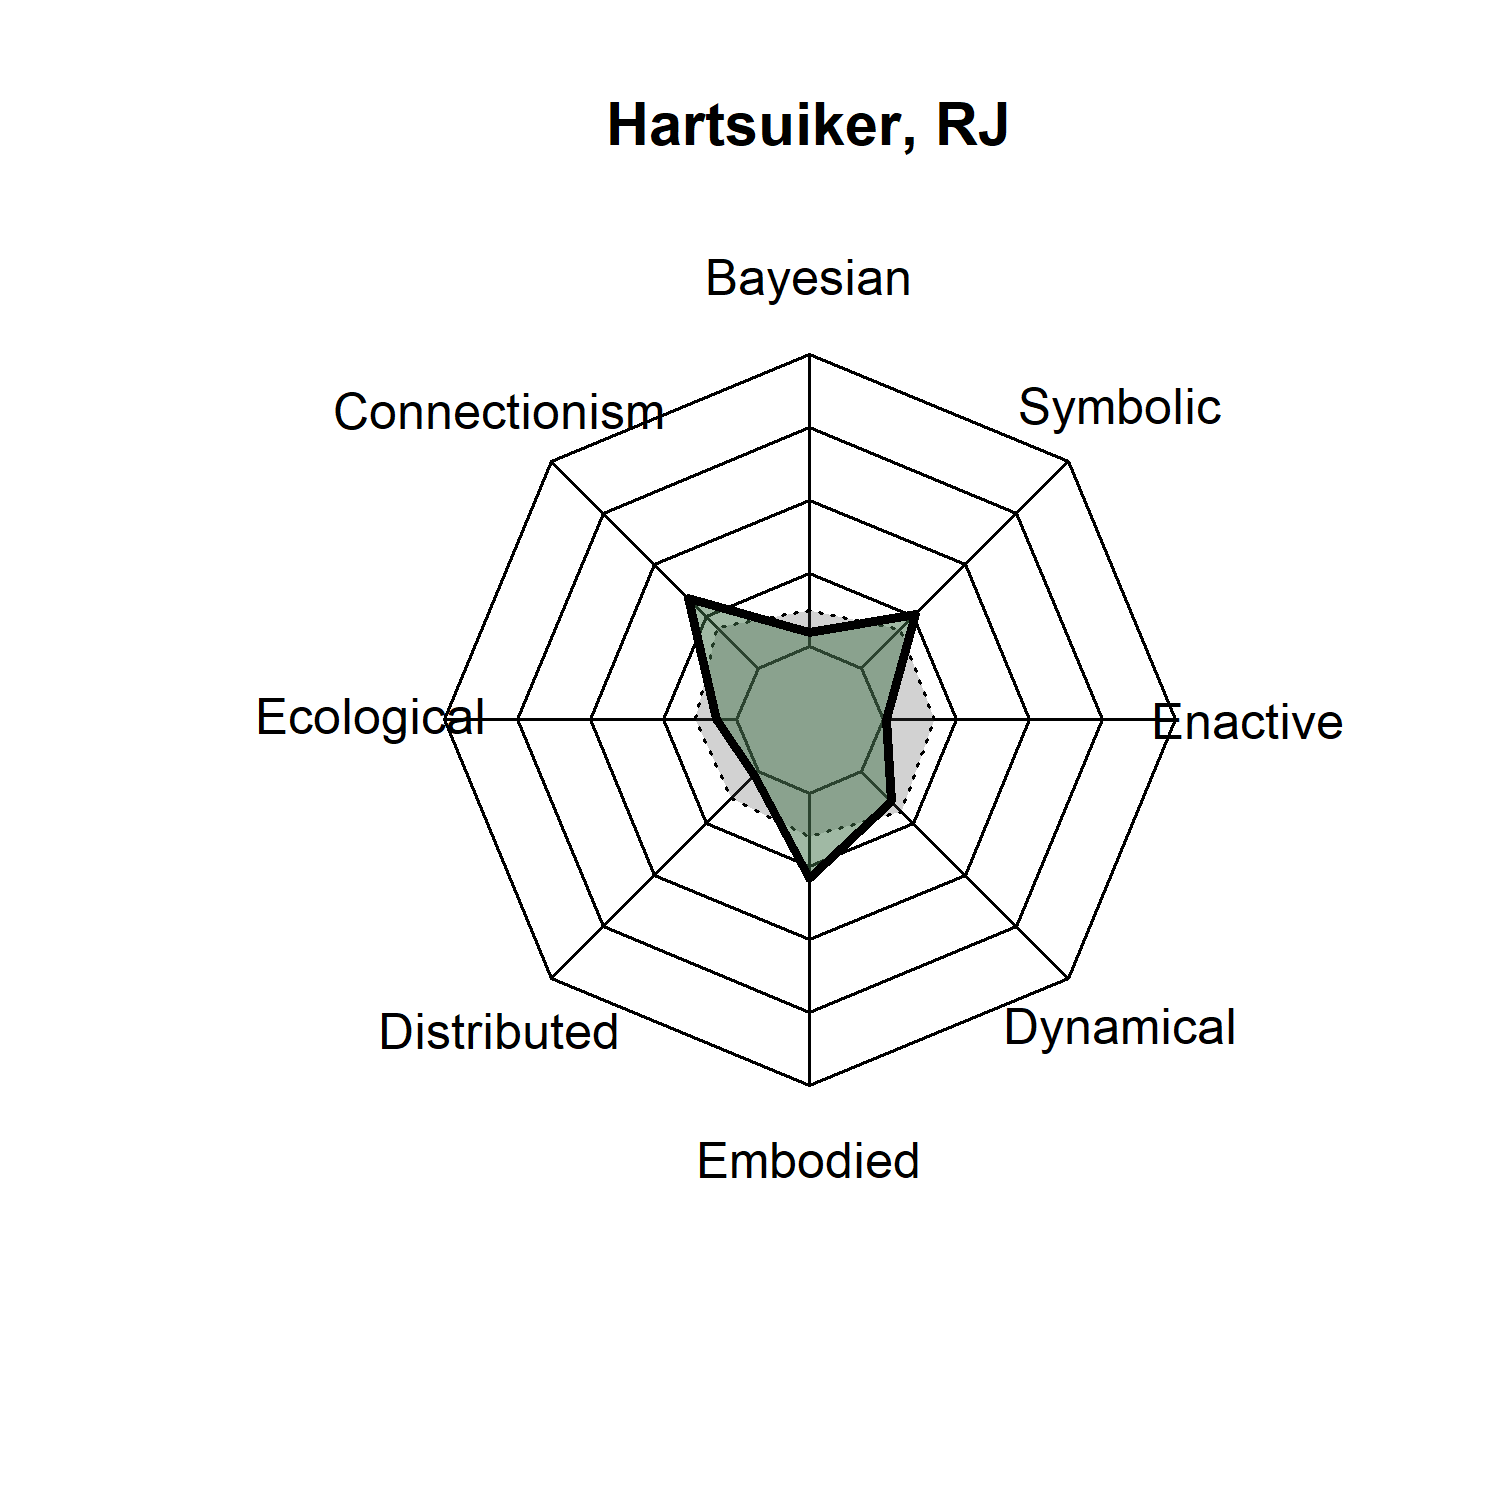 Hartsuiker, RJ
Bayesian
Connectionism
Symbolic
Ecological
Enactive
Distributed
Dynamical
Embodied